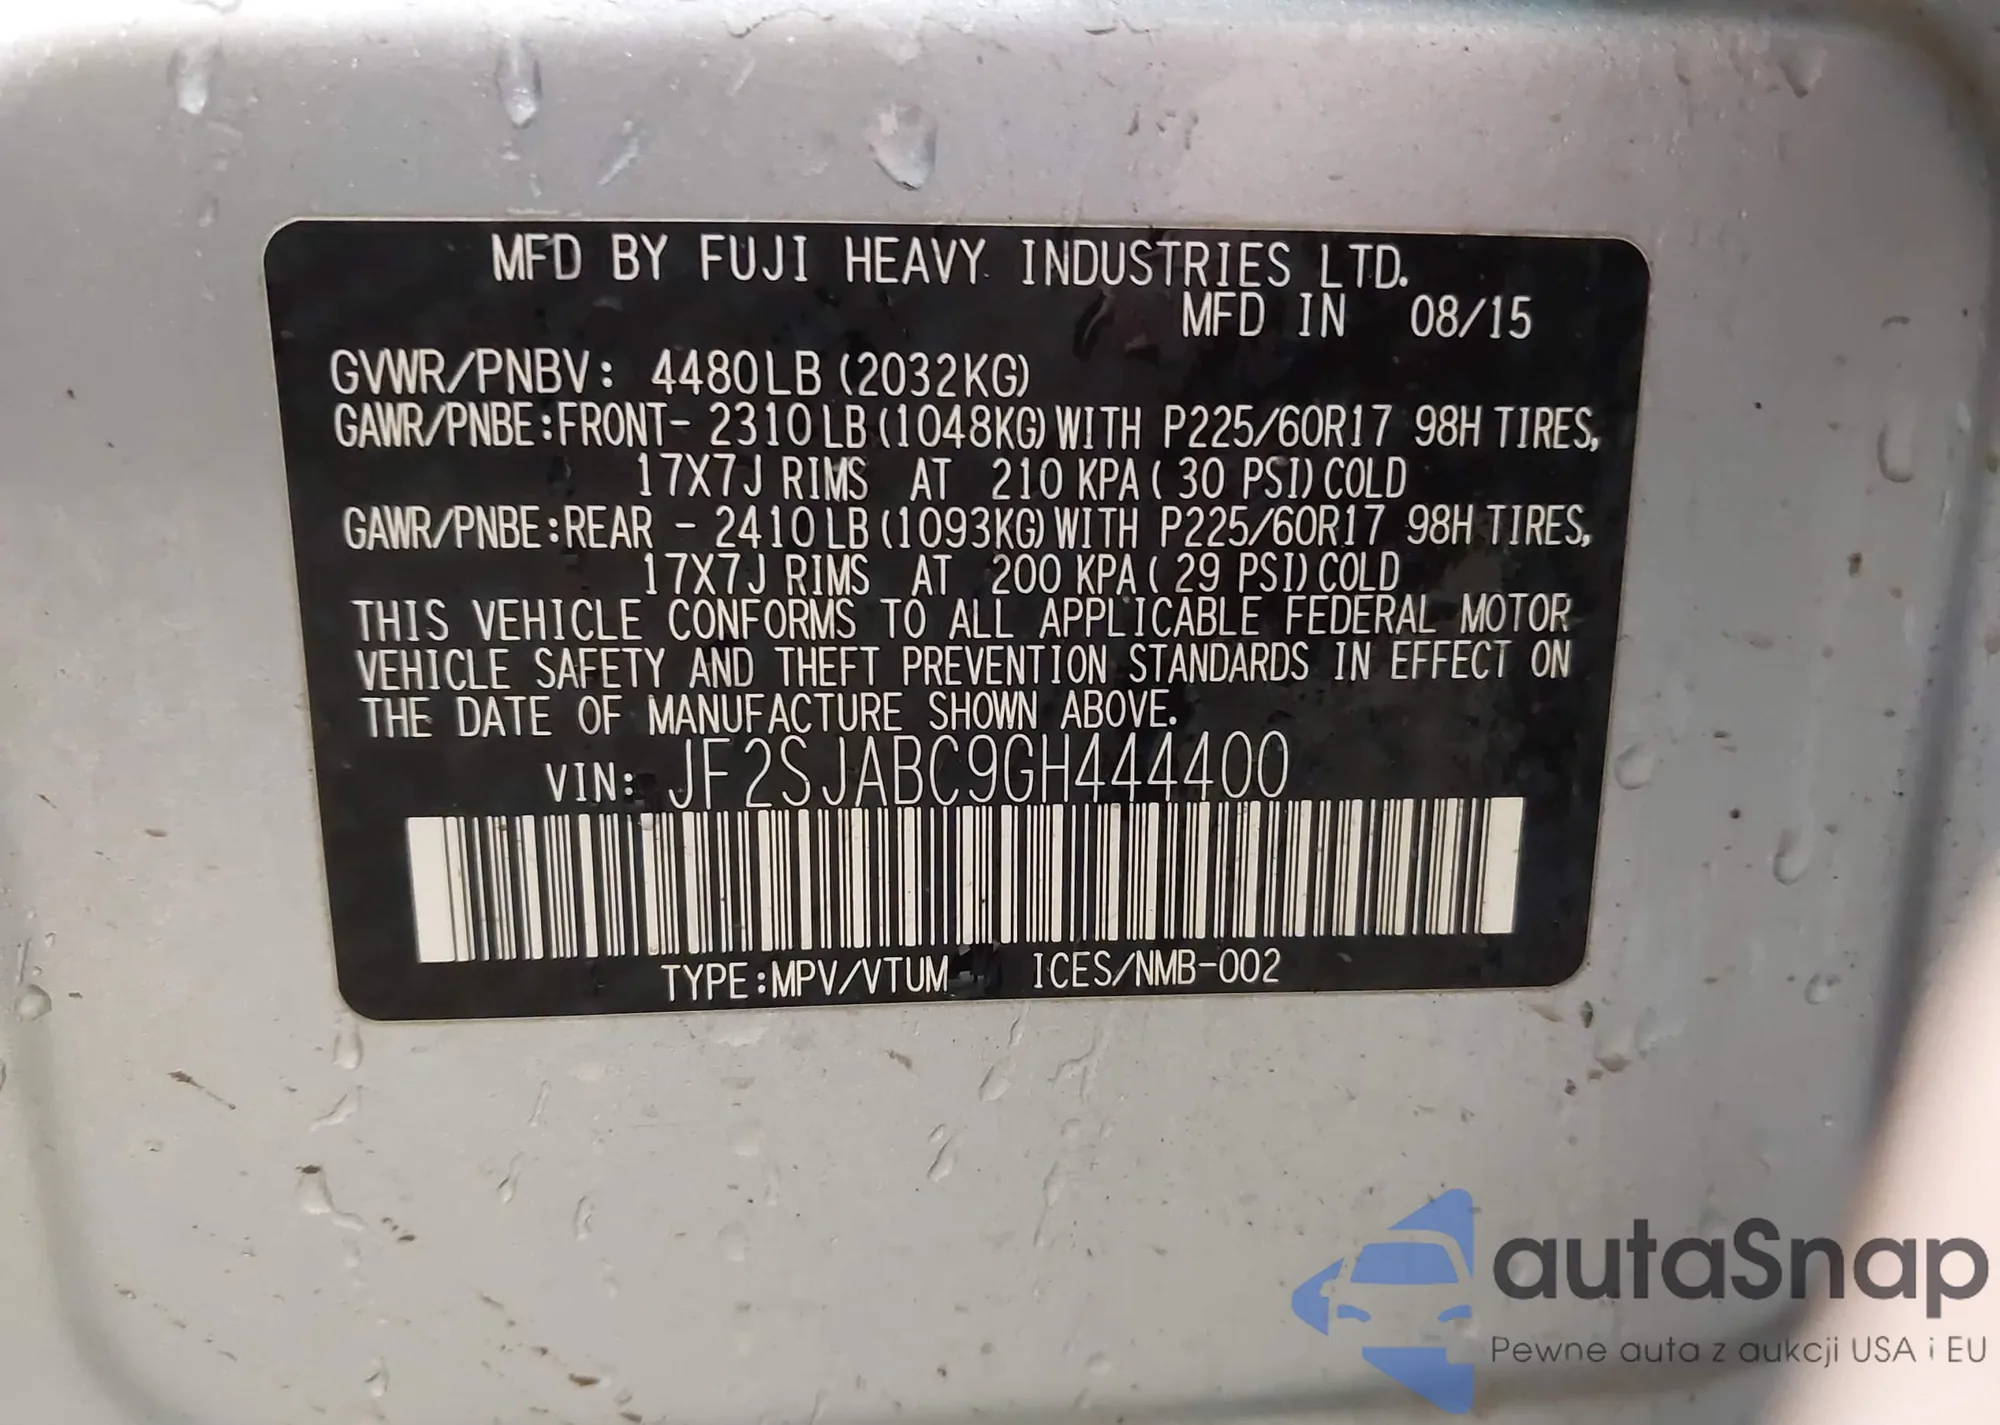 MFD BY FUJI HEAVY INDUSTRIES LTD.
MFD IN 08/15
GVWR/PNBV: 4480LB (2032KG)
GAWR/PNBE:FRONT- 2310LB(1048KG)WITH P225/60R17 98H TIRES,
17X7J RIMS AT 210 KPA( 30 PSI)COLD
GAWR/PNBE:REAR - 2410LB(1093KG)WITH P225/60R17 98H TIRES,
17X7J RIMS AT 200 KPA( 29 PSI)COLD
THIS VEHICLE CONFORMS TO ALL APPLICABLE FEDERAL MOTOR
VEHICLE SAFETY AND THEFT PREVENTION STANDARDS IN EFFECT ON
THE DATE OF MANUFACTURE SHOWN ABOVE.
VIN: JF2SJABC9GH444400
TYPE:MPV/VTUM ICES/NMB-002
autaSnap
Pewne auta z aukcji USA i EU